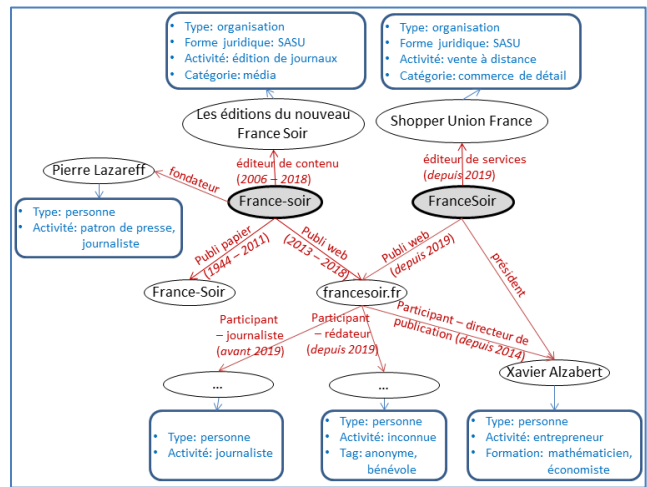 • Type: organisation
• Forme juridique: SASU
• Activité: édition de journaux
• Catégorie: média
• Type: organisation
• Forme juridique: SASU
• Activité: vente à distance
• Catégorie: commerce de détail
Les éditions du nouveau
France Soir
Shopper Union France
Pierre Lazareff
fondateur
éditeur de contenu
(2006 – 2018)
éditeur de services
(depuis 2019)
France-soir
FranceSoir
• Type: personne
• Activité: patron de presse,
journaliste
Publi papier
(1944 – 2011)
Publi web
(2013 – 2018)
Publi web
(depuis 2019)
président
France-Soir
francesoir.fr
Participant
– journaliste
(avant 2019)
Participant
- rédateur
(depuis 2019)
Participant – directeur de
publication (depuis 2014)
...
...
Xavier Alzabert
• Type: personne
• Activité: journaliste
• Type: personne
• Activité: inconnue
• Tag: anonyme,
bénévole
• Type: personne
• Activité: entrepreneur
• Formation: mathématicien,
économiste